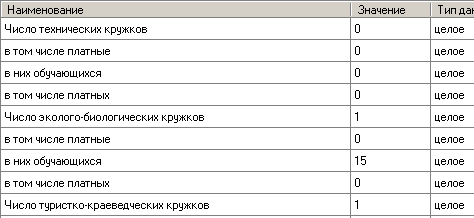 Наименование Значение Тип дан
Число технических кружков 0 целое
в том числе платные 0 целое
в них обучающихся 0 целое
в том числе платных 0 целое
Число эколого-биологических кружков 1 целое
в том числе платные 0 целое
в них обучающихся 15 целое
в том числе платных 0 целое
Число туристко-краеведческих кружков 1 целое